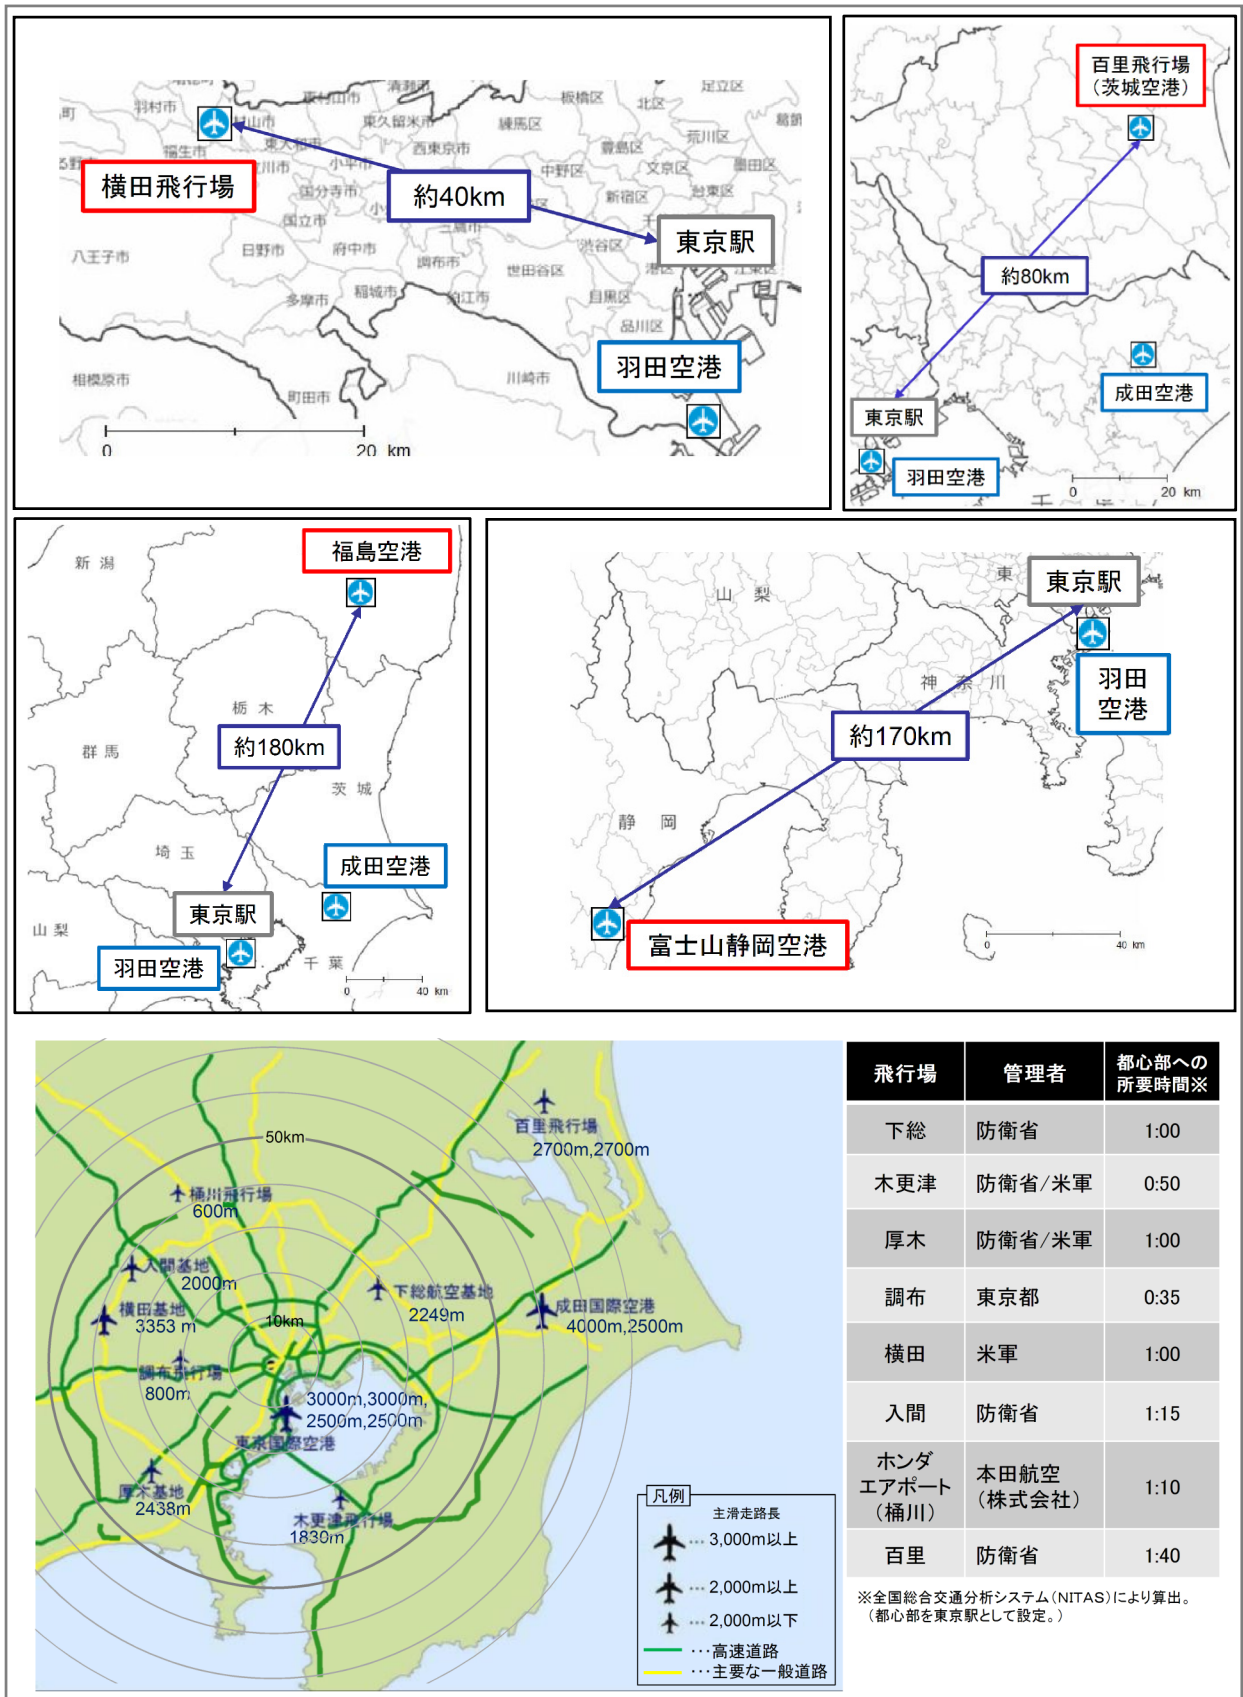 羽村市
東村山市
清瀬市
板橋区
北区
足立区
村山市
東久留米市
練馬区
荒川区
福生市
東大和市
西東京市
豊島区
立川市
小平市
中野区
文京区
墨田区
横田飛行場
国分寺市
約40km
新宿区
台東区
国立市
三鷹市
東京駅
八王子市
日野市
府中市
調布市
世田谷区
渋谷区
港区
江東区
多摩市
稲城市
狛江市
目黒区
品川区
羽田空港
相模原市
町田市
川崎市
0
20 km
百里飛行場
（茨城空港）
約80km
成田空港
東京駅
羽田空港
0
20 km
千葉
新潟
福島空港
栃木
約180km
群馬
茨城
埼玉
成田空港
東京駅
山梨
羽田空港
千葉
0
40 km
山梨
東
東京駅
神奈川
羽田
空港
約170km
静岡
富士山静岡空港
0
40 km
50km
百里飛行場
2700m,2700m
桶川飛行場
600m
入間基地
2000m
横田基地
3353 m
下総航空基地
2249m
成田国際空港
4000m,2500m
10km
調布飛行場
800m
3000m,3000m,
2500m,2500m
東京国際空港
厚木基地
2438m
木更津飛行場
1830m
凡例
主滑走路長
･･･ 3,000m以上
･･･ 2,000m以上
･･･ 2,000m以下
･･･高速道路
･･･主要な一般道路
飛行場 管理者 都心部への
所要時間※
下総 防衛省 1:00
木更津 防衛省/米軍 0:50
厚木 防衛省/米軍 1:00
調布 東京都 0:35
横田 米軍 1:00
入間 防衛省 1:15
ホンダ
エアポート
（桶川） 本田航空
（株式会社） 1:10
百里 防衛省 1:40
※全国総合交通分析システム（NITAS）により算出。
（都心部を東京駅として設定。）